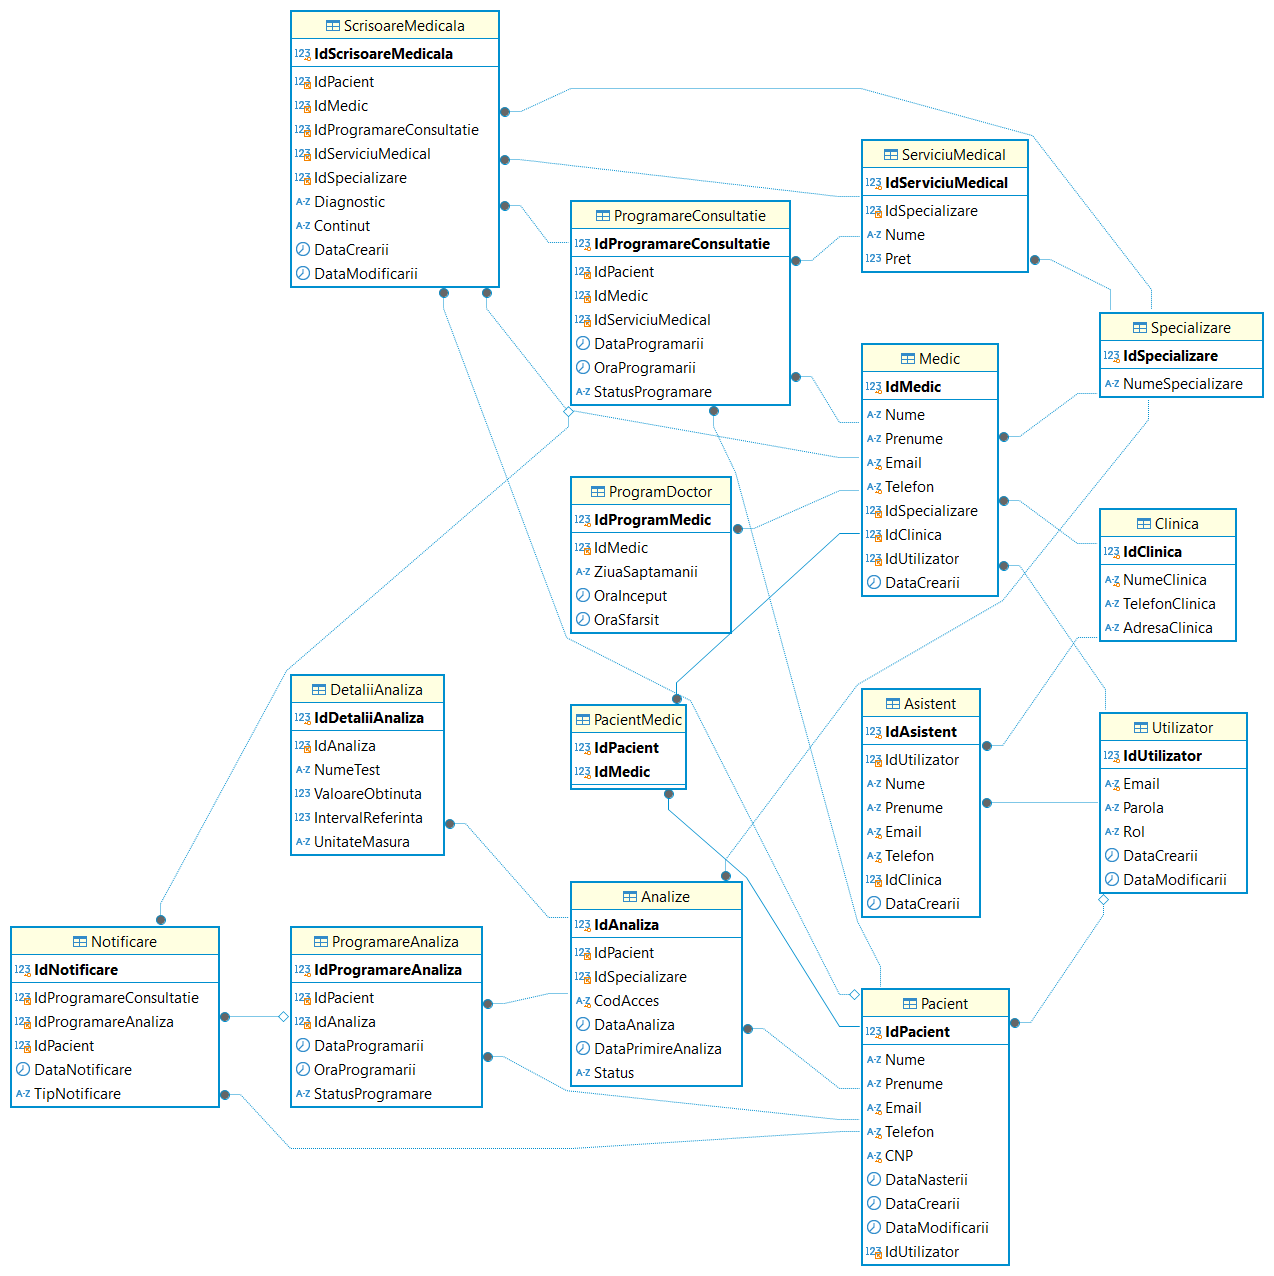 ScrisoareMedicala
IdScrisoareMedicala
IdPacient
IdMedic
IdProgramareConsultatie
IdServiciuMedical
IdSpecializare
Diagnostic
Continut
DataCrearii
DataModificarii
ServiciuMedical
IdServiciuMedical
IdSpecializare
Nume
Pret
ProgramareConsultatie
IdProgramareConsultatie
IdPacient
IdMedic
IdServiciuMedical
DataProgramarii
OraProgramarii
StatusProgramare
Specializare
IdSpecializare
NumeSpecializare
Medic
IdMedic
Nume
Prenume
Email
Telefon
IdSpecializare
IdClinica
IdUtilizator
DataCrearii
ProgramDoctor
IdProgramMedic
IdMedic
ZiuaSaptamanii
OraInceput
OraSfarsit
Clinica
IdClinica
NumeClinica
TelefonClinica
AdresaClinica
DetaliiAnaliza
IdDetaliiAnaliza
IdAnaliza
NumeTest
ValoareObtinuta
IntervalReferinta
UnitateMasura
PacientMedic
IdPacient
IdMedic
Asistent
IdAsistent
IdUtilizator
Nume
Prenume
Email
Telefon
IdClinica
DataCrearii
Utilizator
IdUtilizator
Email
Parola
Rol
DataCrearii
DataModificarii
Notificare
IdNotificare
IdProgramareConsultatie
IdProgramareAnaliza
IdPacient
DataNotificare
TipNotificare
ProgramareAnaliza
IdProgramareAnaliza
IdPacient
IdAnaliza
DataProgramarii
OraProgramarii
StatusProgramare
Analize
IdAnaliza
IdPacient
IdSpecializare
CodAcces
DataAnaliza
DataPrimireAnaliza
Status
Pacient
IdPacient
Nume
Prenume
Email
Telefon
CNP
DataNasterii
DataCrearii
DataModificarii
IdUtilizator